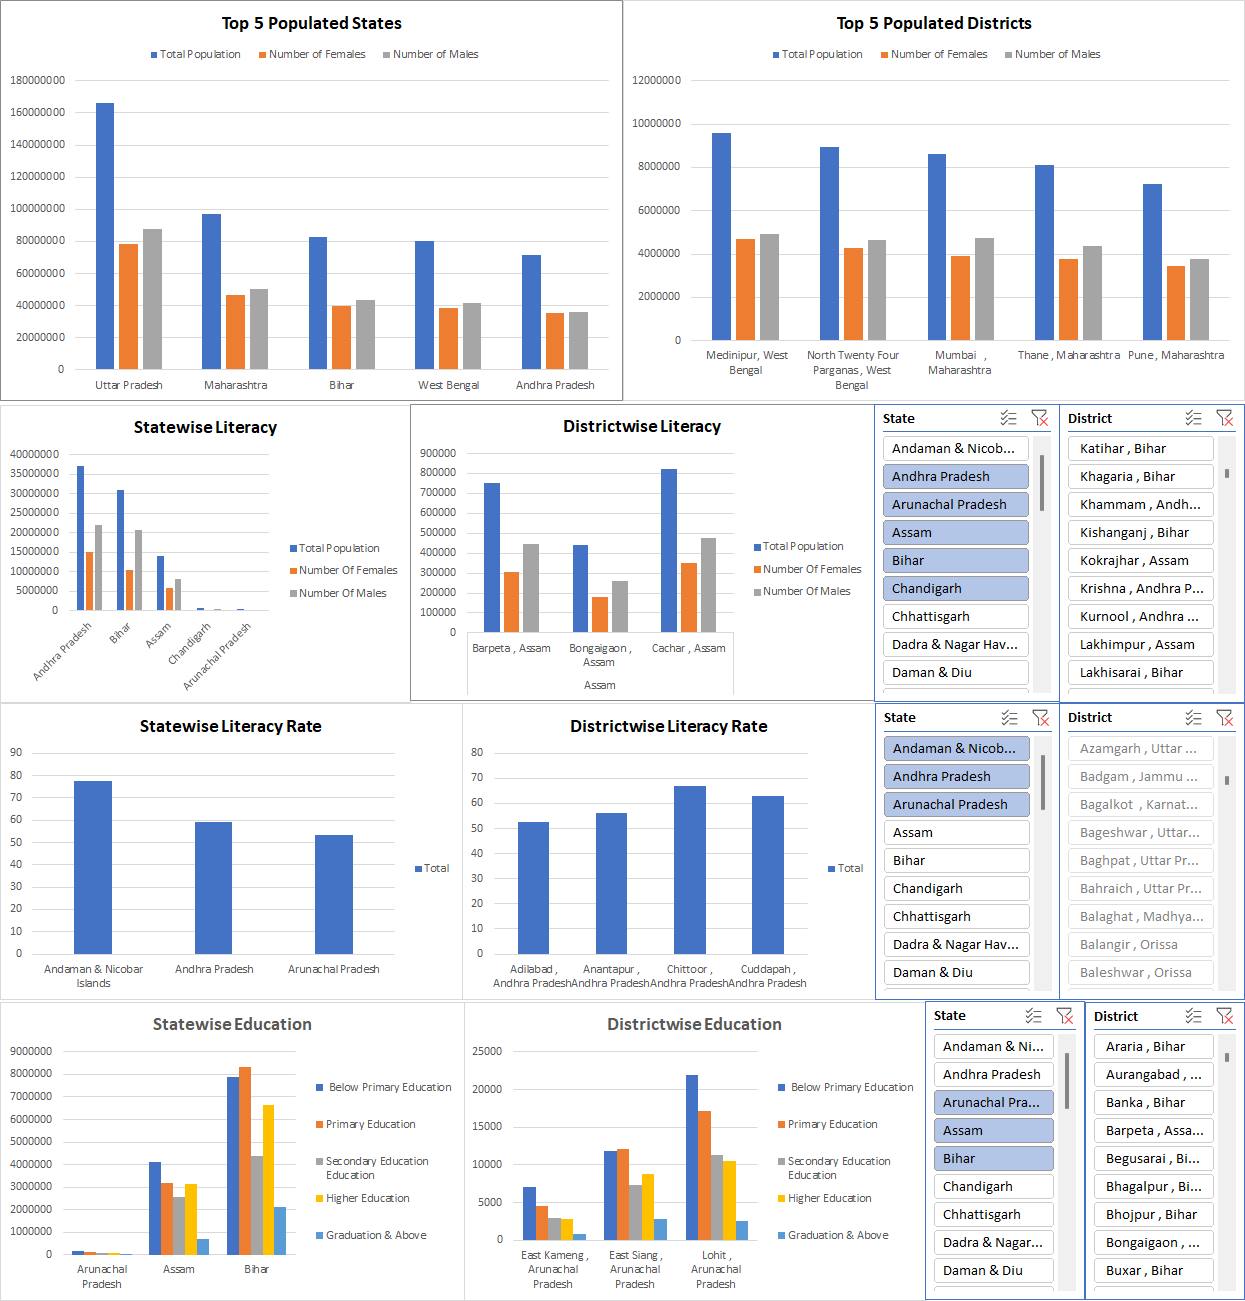 Top 5 Populated States
Total Population Number of Females Number of Males
180000000
160000000
140000000
120000000
100000000
80000000
60000000
40000000
20000000
0
Uttar Pradesh Maharashtra Bihar West Bengal Andhra Pradesh
Top 5 Populated Districts
Total Population Number of Females Number of Males
12000000
10000000
8000000
6000000
4000000
2000000
0
Medinipur, West
Bengal
North Twenty Four
Parganas , West
Bengal
Mumbai ,
Maharashtra
Thane , Maharashtra
Pune , Maharashtra
Statewise Literacy
40000000
35000000
30000000
25000000
20000000
15000000
10000000
5000000
0
Andhra Pradesh
Bihar
Assam
Chandigarh
Arunachal Pradesh
Total Population
Number Of Females
Number Of Males
Districtwise Literacy
900000
800000
700000
600000
500000
400000
300000
200000
100000
0
Barpeta , Assam
Bongaigaon ,
Assam
Cachar , Assam
Assam
Total Population
Number Of Females
Number Of Males
State
Andaman & Nicob...
Andhra Pradesh
Arunachal Pradesh
Assam
Bihar
Chandigarh
Chhattisgarh
Dadra & Nagar Hav...
Daman & Diu
District
Katihar , Bihar
Khagaria , Bihar
Khammam , Andh...
Kishanganj , Bihar
Kokrajhar , Assam
Krishna , Andhra P...
Kurnool , Andhra ...
Lakhimpur , Assam
Lakhisarai , Bihar
Statewise Literacy Rate
90
80
70
60
50
40
30
20
10
0
Andaman & Nicobar
Islands
Andhra Pradesh
Arunachal Pradesh
Total
Districtwise Literacy Rate
80
70
60
50
40
30
20
10
0
Adilabad ,
Andhra Pradesh
Anantapur ,
Andhra Pradesh
Chittoor ,
Andhra Pradesh
Cuddapah ,
Andhra Pradesh
Total
State
Andaman & Nicob...
Andhra Pradesh
Arunachal Pradesh
Assam
Bihar
Chandigarh
Chhattisgarh
Dadra & Nagar Hav...
Daman & Diu
District
Azamgarh , Uttar ...
Badgam , Jammu ...
Bagalkot , Karnat...
Bageshwar , Uttar...
Baghpat , Uttar Pr...
Bahraich , Uttar Pr...
Balaghat , Madhya...
Balangir , Orissa
Baleshwar , Orissa
Statewise Education
9000000
8000000
7000000
6000000
5000000
4000000
3000000
2000000
1000000
0
Arunachal
Pradesh
Assam
Bihar
Below Primary Education
Primary Education
Secondary Education
Education
Higher Education
Graduation & Above
Districtwise Education
25000
20000
15000
10000
5000
0
East Kameng ,
Arunachal
Pradesh
East Siang ,
Arunachal
Pradesh
Lohit ,
Arunachal
Pradesh
Below Primary Education
Primary Education
Secondary Education Education
Education
Higher Education
Graduation & Above
State
Andaman & Ni...
Andhra Pradesh
Arunachal Pra...
Assam
Bihar
Chandigarh
Chhattisgarh
Dadra & Nagar...
Daman & Diu
District
Araria , Bihar
Aurangabad , ...
Banka , Bihar
Barpeta , Assa...
Begusarai , Bi...
Bhagalpur , Bi...
Bhojpur , Bihar
Bongaigaon , ...
Buxar , Bihar